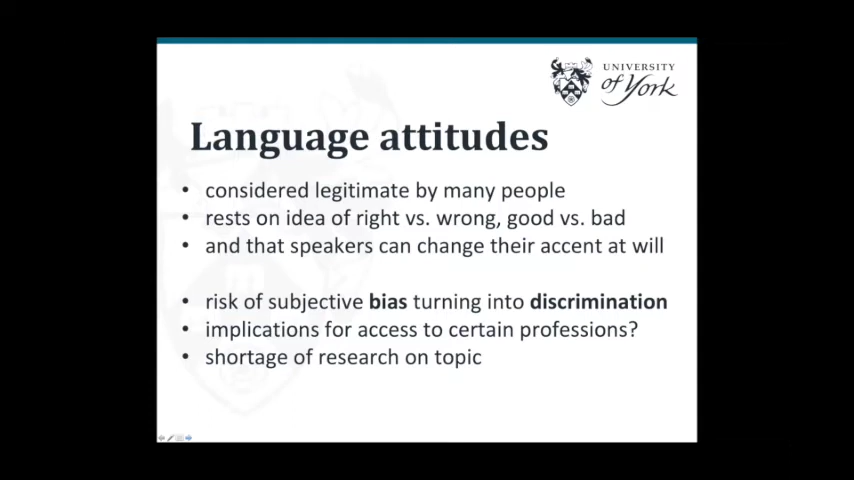 UNIVERSITY
of York
Language attitudes
• considered legitimate by many people
• rests on idea of right vs. wrong, good vs. bad
• and that speakers can change their accent at will
• risk of subjective bias turning into discrimination
• implications for access to certain professions?
• shortage of research on topic